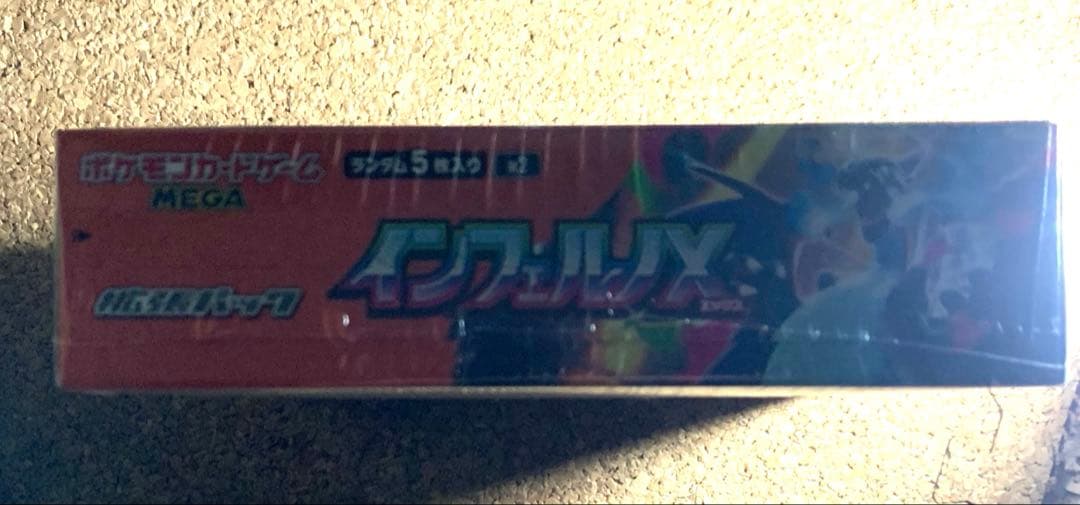 ポケモンカードゲーム
MEGA
ランダム5枚入り
拡張パック
インフェルノX